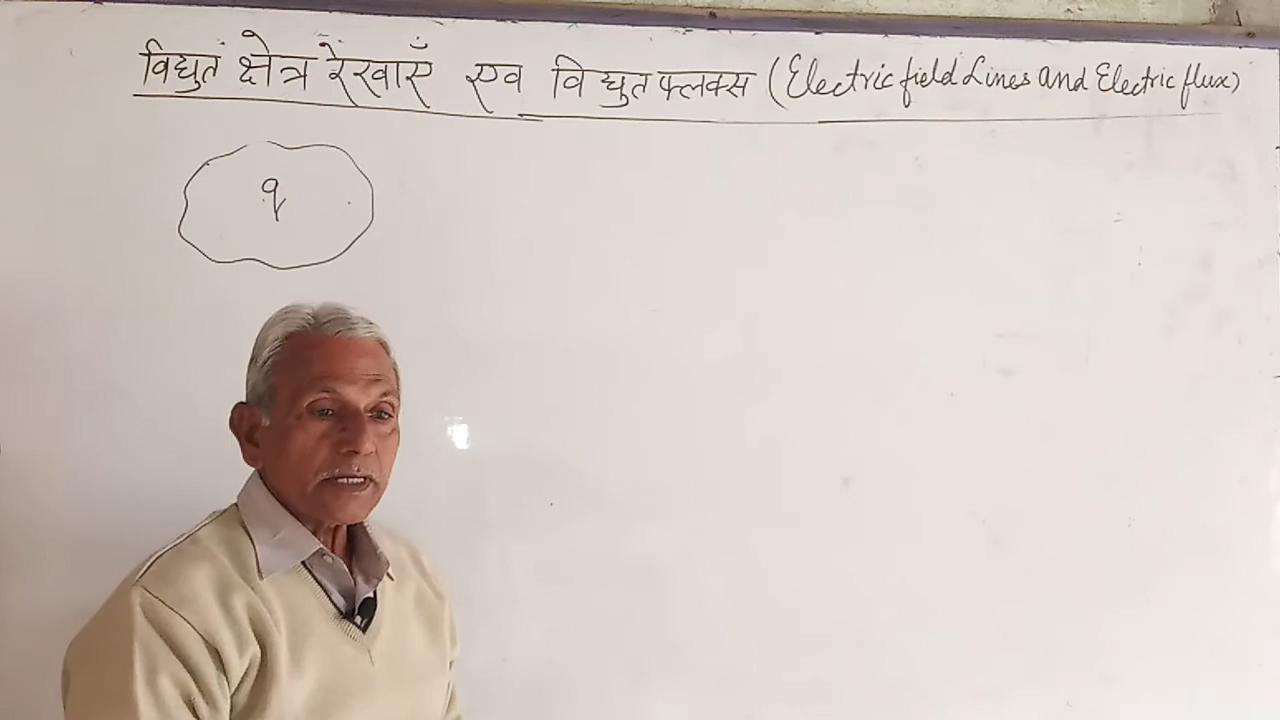 विद्युत क्षेत्र रेखाएँ एव विद्युत फ्लक्स (Electric field Lines and Electric flux)
q